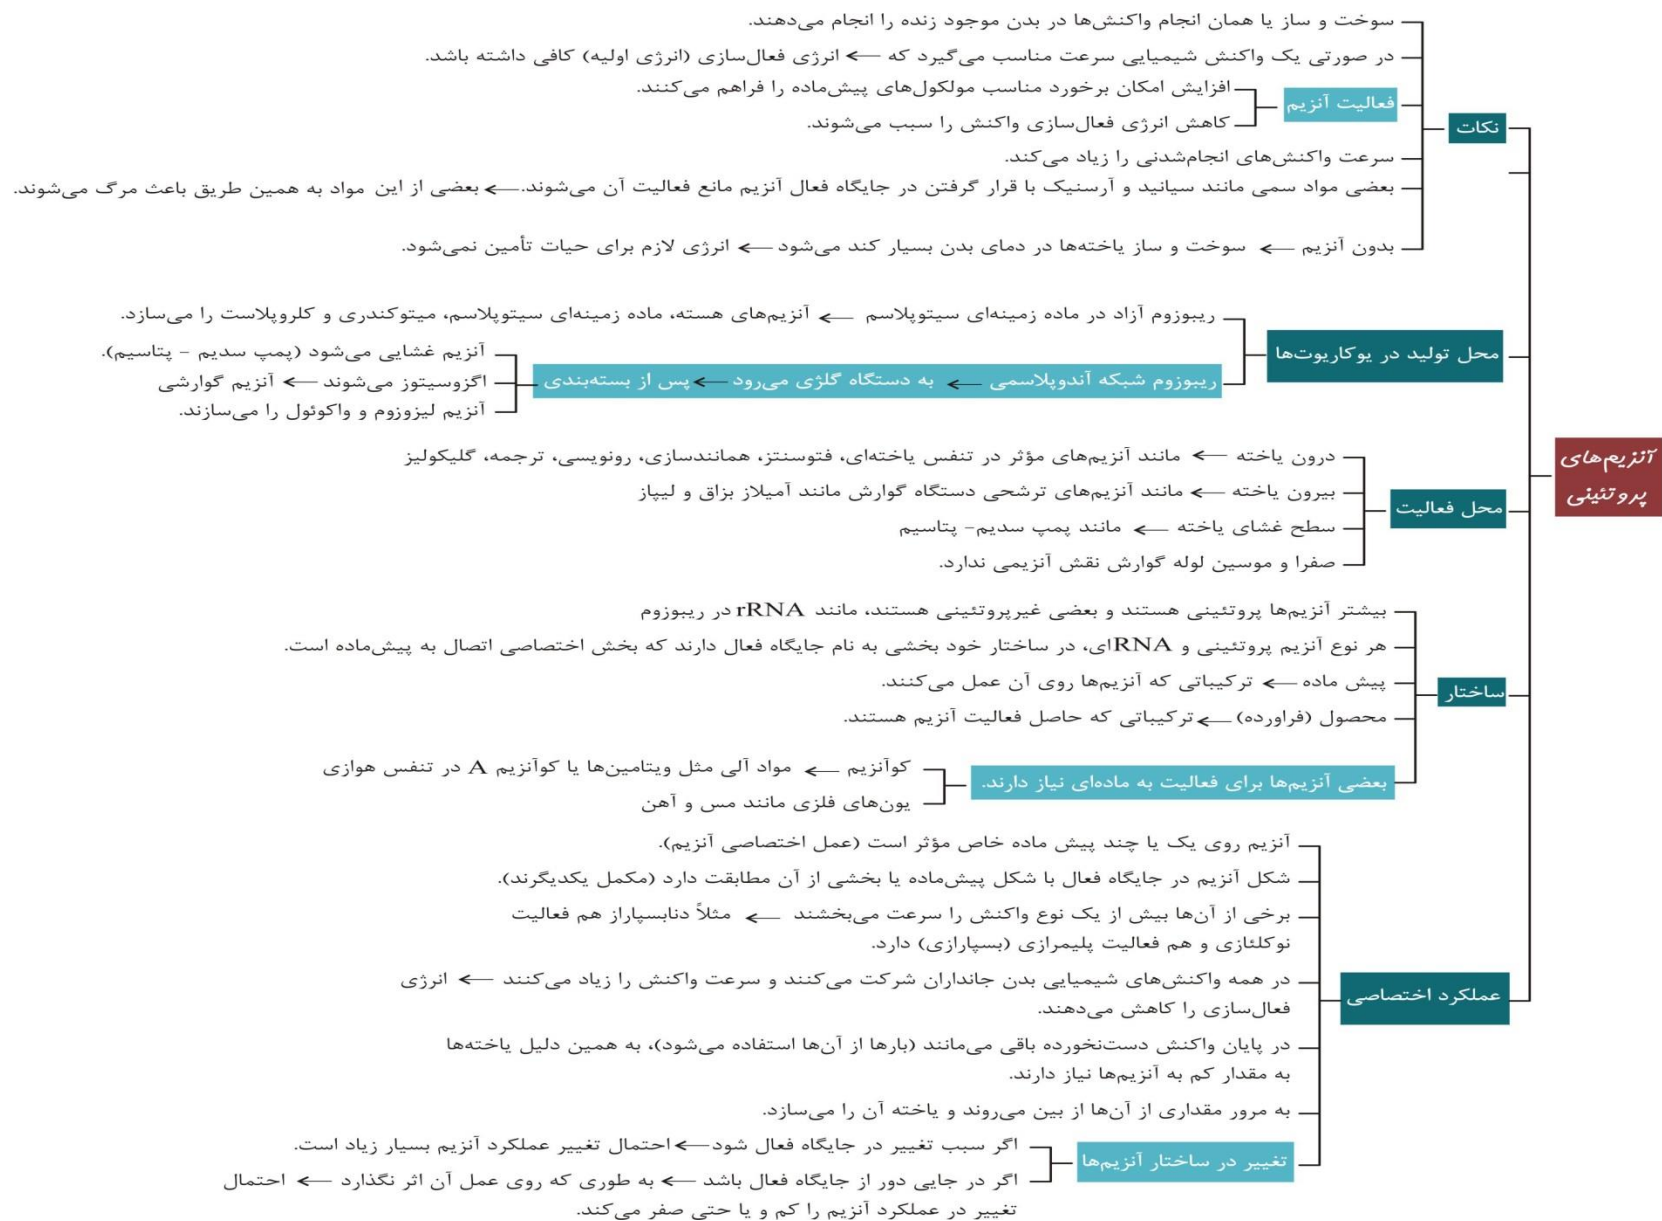 آنزیم‌های
پروتئینی
نکات
سوخت و ساز یا همان انجام واکنش‌ها در بدن موجود زنده را انجام می‌دهند.
در صورتی یک واکنش شیمیایی سرعت مناسب می‌گیرد که ← انرژی فعال‌سازی (انرژی اولیه) کافی داشته باشد.
فعالیت آنزیم
افزایش امکان برخورد مناسب مولکول‌های پیش‌ماده را فراهم می‌کنند.
کاهش انرژی فعال‌سازی واکنش را سبب می‌شوند.
سرعت واکنش‌های انجام‌شدنی را زیاد می‌کند.
بعضی مواد سمی مانند سیانید و آرسنیک با قرار گرفتن در جایگاه فعال آنزیم مانع فعالیت آن می‌شوند. ← بعضی از این مواد به همین طریق باعث مرگ می‌شوند.
بدون آنزیم ← سوخت و ساز یاخته‌ها در دمای بدن بسیار کند می‌شود ← انرژی لازم برای حیات تأمین نمی‌شود.
محل تولید در یوکاریوت‌ها
ریبوزوم آزاد در ماده زمینه‌ای سیتوپلاسم ← آنزیم‌های هسته، ماده زمینه‌ای سیتوپلاسم، میتوکندری و کلروپلاست را می‌سازد.
ریبوزوم شبکه آندوپلاسمی ← به دستگاه گلژی می‌رود ← پس از بسته‌بندی
آنزیم غشایی می‌شود (پمپ سدیم - پتاسیم).
اگزوسیتوز می‌شوند ← آنزیم گوارشی
آنزیم لیزوزوم و واکوئول را می‌سازند.
محل فعالیت
درون یاخته ← مانند آنزیم‌های مؤثر در تنفس یاخته‌ای، فتوسنتز، همانندسازی، رونویسی، ترجمه، گلیکولیز
بیرون یاخته ← مانند آنزیم‌های ترشحی دستگاه گوارش مانند آمیلاز بزاق و لیپاز
سطح غشای یاخته ← مانند پمپ سدیم- پتاسیم
صفرا و موسین لوله گوارش نقش آنزیمی ندارد.
ساختار
بیشتر آنزیم‌ها پروتئینی هستند و بعضی غیرپروتئینی هستند، مانند rRNA در ریبوزوم
هر نوع آنزیم پروتئینی و RNAای، در ساختار خود بخشی به نام جایگاه فعال دارند که بخش اختصاصی اتصال به پیش‌ماده است.
پیش ماده ← ترکیباتی که آنزیم‌ها روی آن عمل می‌کنند.
محصول (فراورده) ← ترکیباتی که حاصل فعالیت آنزیم هستند.
بعضی آنزیم‌ها برای فعالیت به ماده‌ای نیاز دارند.
کوآنزیم ← مواد آلی مثل ویتامین‌ها یا کوآنزیم A در تنفس هوازی
یون‌های فلزی مانند مس و آهن
عملکرد اختصاصی
آنزیم روی یک یا چند پیش ماده خاص مؤثر است (عمل اختصاصی آنزیم).
شکل آنزیم در جایگاه فعال با شکل پیش‌ماده یا بخشی از آن مطابقت دارد (مکمل یکدیگرند).
برخی از آن‌ها بیش از یک نوع واکنش را سرعت می‌بخشند ← مثلاً دنابسپاراز هم فعالیت
نوکلئازی و هم فعالیت پلیمرازی (بسپارازی) دارد.
در همه واکنش‌های شیمیایی بدن جانداران شرکت می‌کنند و سرعت واکنش را زیاد می‌کنند ← انرژی
فعال‌سازی را کاهش می‌دهند.
در پایان واکنش دست‌نخورده باقی می‌مانند (بارها از آن‌ها استفاده می‌شود)، به همین دلیل یاخته‌ها
به مقدار کم به آنزیم‌ها نیاز دارند.
به مرور مقداری از آن‌ها از بین می‌روند و یاخته آن را می‌سازد.
تغییر در ساختار آنزیم‌ها
اگر سبب تغییر در جایگاه فعال شود ← احتمال تغییر عملکرد آنزیم بسیار زیاد است.
اگر در جایی دور از جایگاه فعال باشد ← به طوری که روی عمل آن اثر نگذارد ← احتمال
تغییر در عملکرد آنزیم را کم و یا حتی صفر می‌کند.